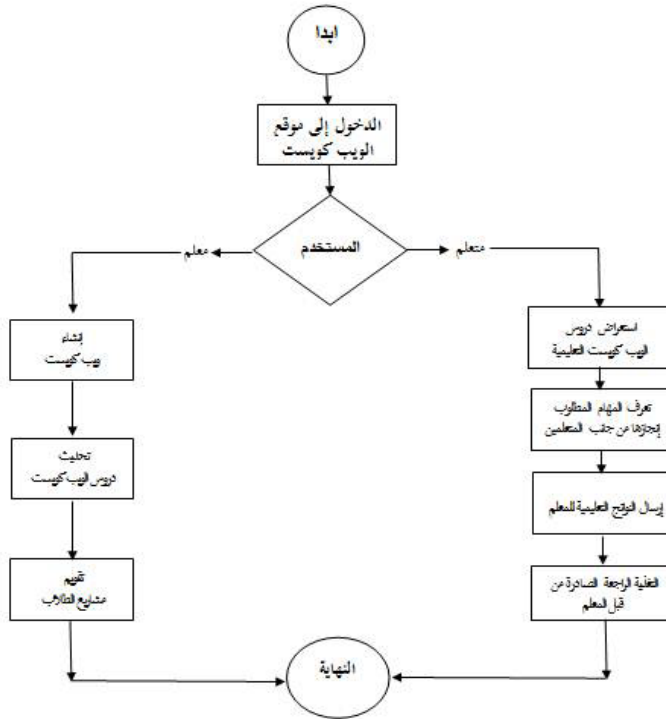 ابدا
الدخول إلى موقع
الويب كويست
المستخدم
متعلم
معلم
استعراض دروس
الويب كويست التعليمية
تعرف المهام المطلوب
إنجازها من جانب المتعلمين
إرسال النواتج التعليمية للمعلم
التغذية الراجعة الصادرة من
قبل المعلم
إنشاء
ويب كويست
تحديث
دروس الويب كويست
تقويم
مشاريع الطلاب
النهاية